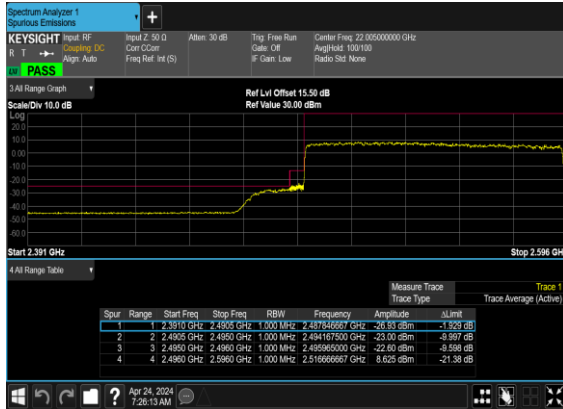 Spectrum Analyzer 1
Spurious Emissions
KEYSIGHT Input: RF Input Z: 50 Ω Atten: 30 dB Trig: Free Run Center Freq: 22.005000000 GHz
R T Coupling: DC Corr CCorr Gate: Off Avg|Hold: 100/100
Align: Auto Freq Ref: Int (S) IF Gain: Low Radio Std: None
PASS
3 All Range Graph Ref Lvl Offset 15.50 dB
Scale/Div 10.0 dB Ref Value 30.00 dBm
Log
20.0
10.0
0.00
-10.0
-20.0
-30.0
-40.0
-50.0
-60.0
Start 2.391 GHz Stop 2.596 GH
4 All Range Table
Measure Trace Trace 1
Trace Type Trace Average (Active)
Spur Range Start Freq Stop Freq RBW Frequency Amplitude ΔLimit
1 1 2.3910 GHz 2.4905 GHz 1.000 MHz 2.487846667 GHz -26.93 dBm -1.929 dB
2 2 2.4905 GHz 2.4950 GHz 1.000 MHz 2.494167500 GHz -23.00 dBm -9.997 dB
3 3 2.4950 GHz 2.4960 GHz 1.000 MHz 2.495965000 GHz -22.60 dBm -9.598 dB
4 4 2.4960 GHz 2.5960 GHz 1.000 MHz 2.516666667 GHz 8.625 dBm -21.38 dB
? Apr 24, 2024
7:26:13 AM